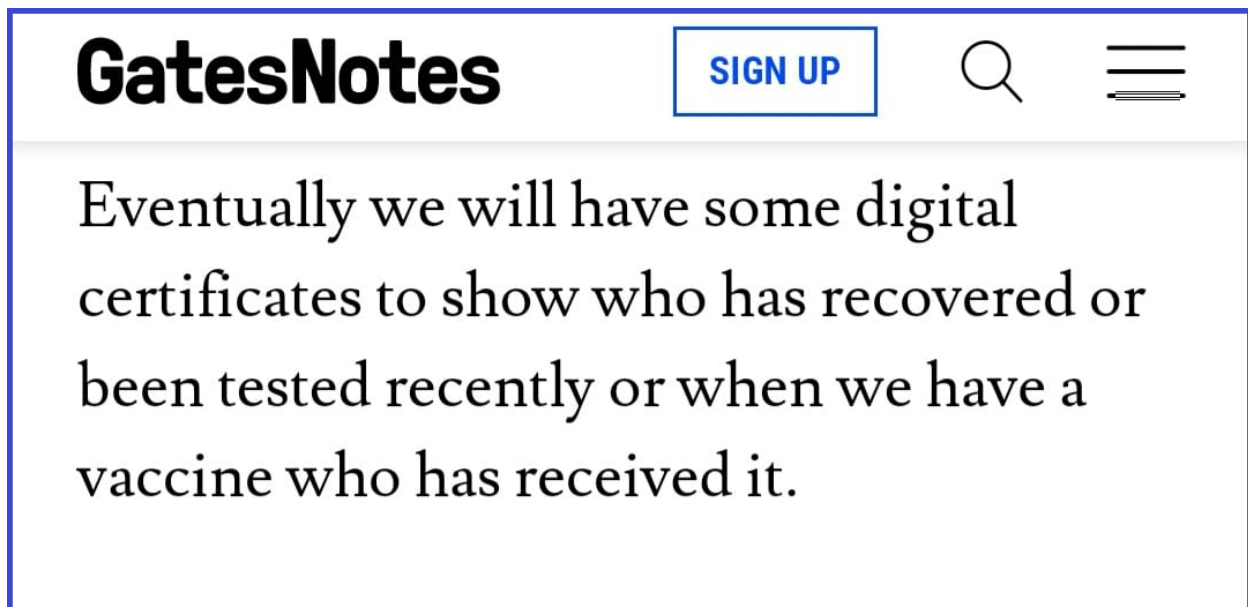 GatesNotes SIGN UP
Eventually we will have some digital
certificates to show who has recovered or
been tested recently or when we have a
vaccine who has received it.